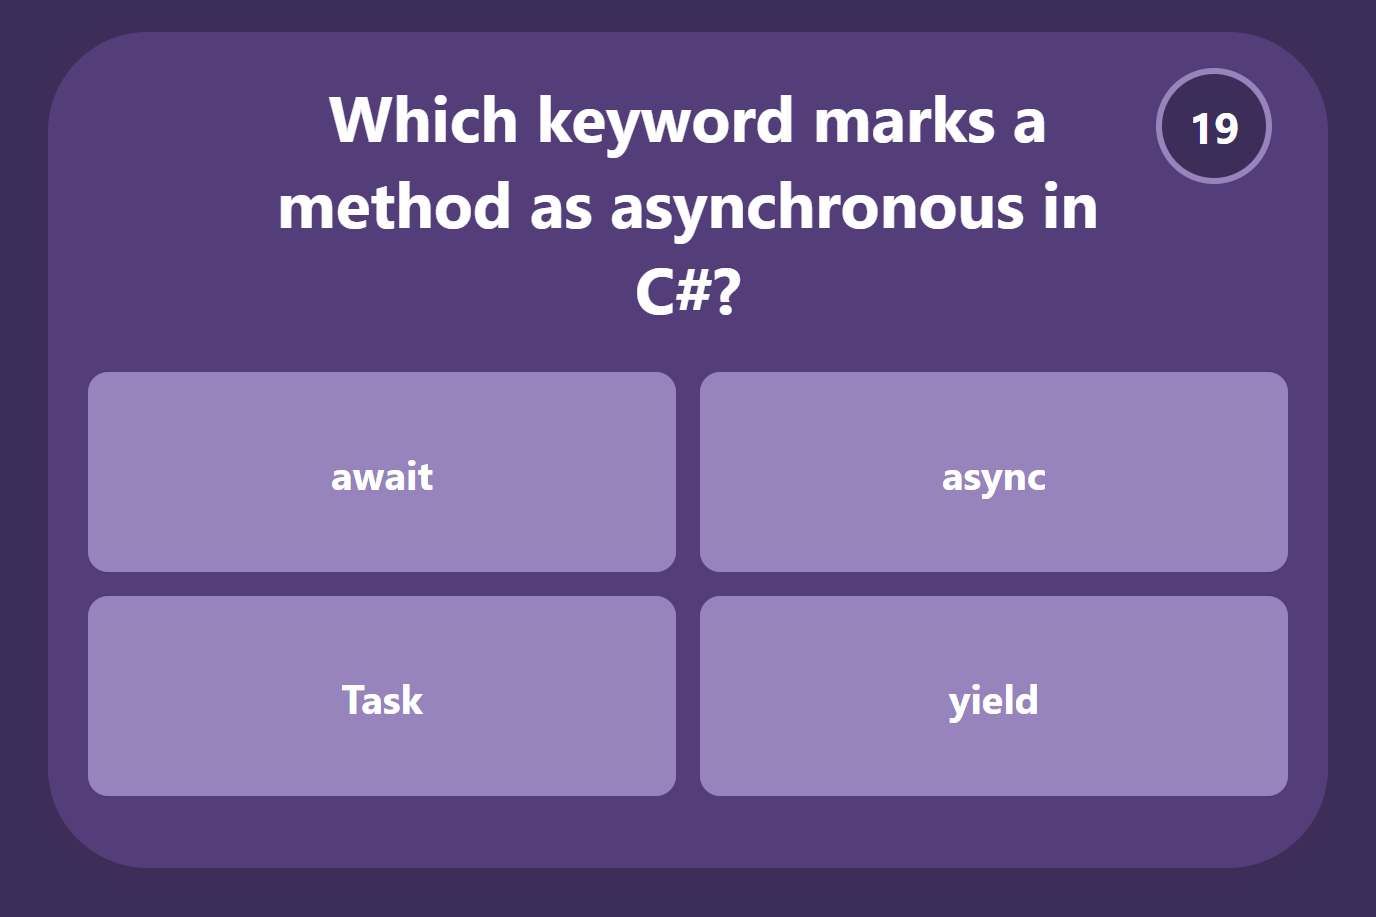 Which keyword marks a
method as asynchronous in
C#?
19
await
async
Task
yield